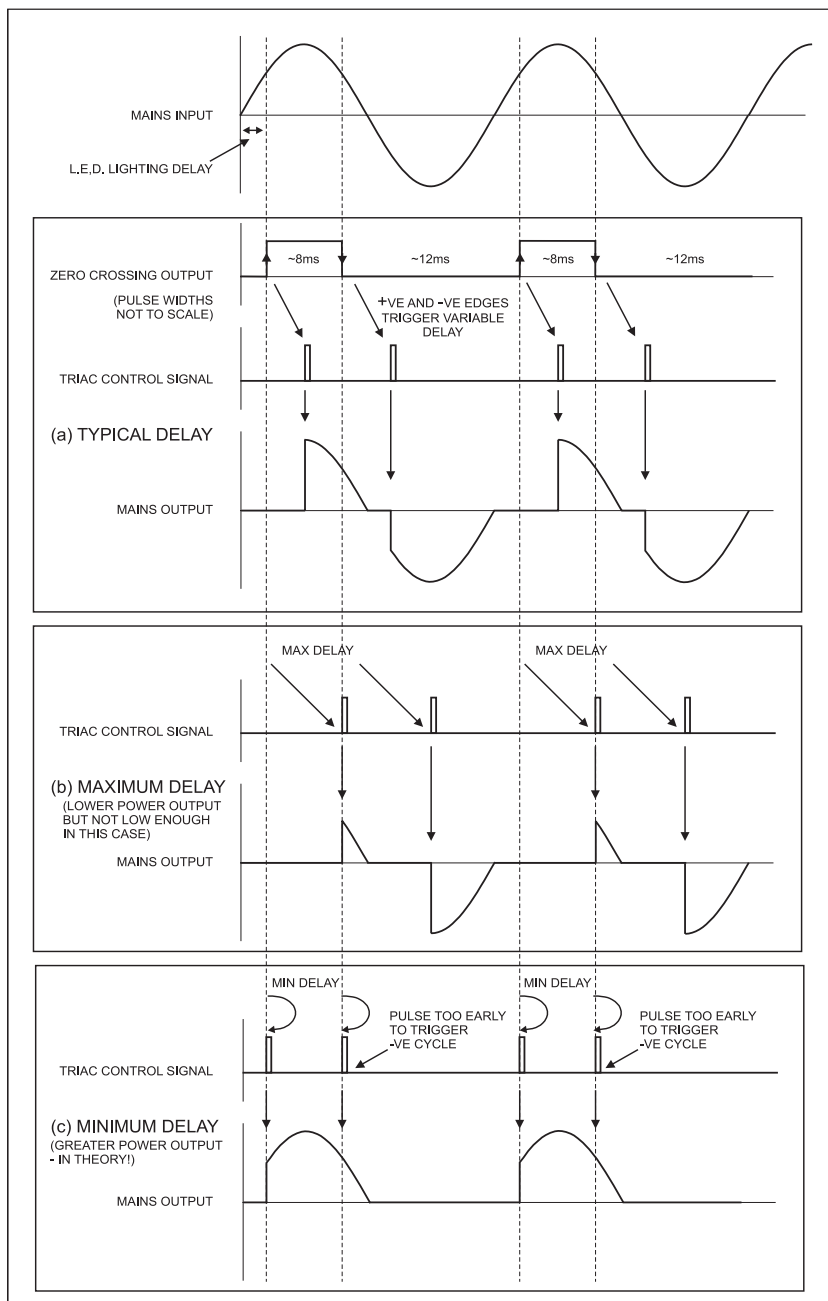 MAINS INPUT
L.E,D. LIGHTING DELAY
~8ms
~12ms
~8ms
~12ms
ZERO CROSSING OUTPUT
(PULSE WIDTHS
NOT TO SCALE)
+VE AND -VE EDGES
TRIGGER VARIABLE
DELAY
TRIAC CONTROL SIGNAL
(a) TYPICAL DELAY
MAINS OUTPUT
MAX DELAY
MAX DELAY
TRIAC CONTROL SIGNAL
(b) MAXIMUM DELAY
(LOWER POWER OUTPUT
BUT NOT LOW ENOUGH
IN THIS CASE)
MAINS OUTPUT
MIN DELAY
MIN DELAY
PULSE TOO EARLY
TO TRIGGER
-VE CYCLE
PULSE TOO EARLY
TO TRIGGER
-VE CYCLE
TRIAC CONTROL SIGNAL
(c) MINIMUM DELAY
(GREATER POWER OUTPUT
- IN THEORY!)
MAINS OUTPUT